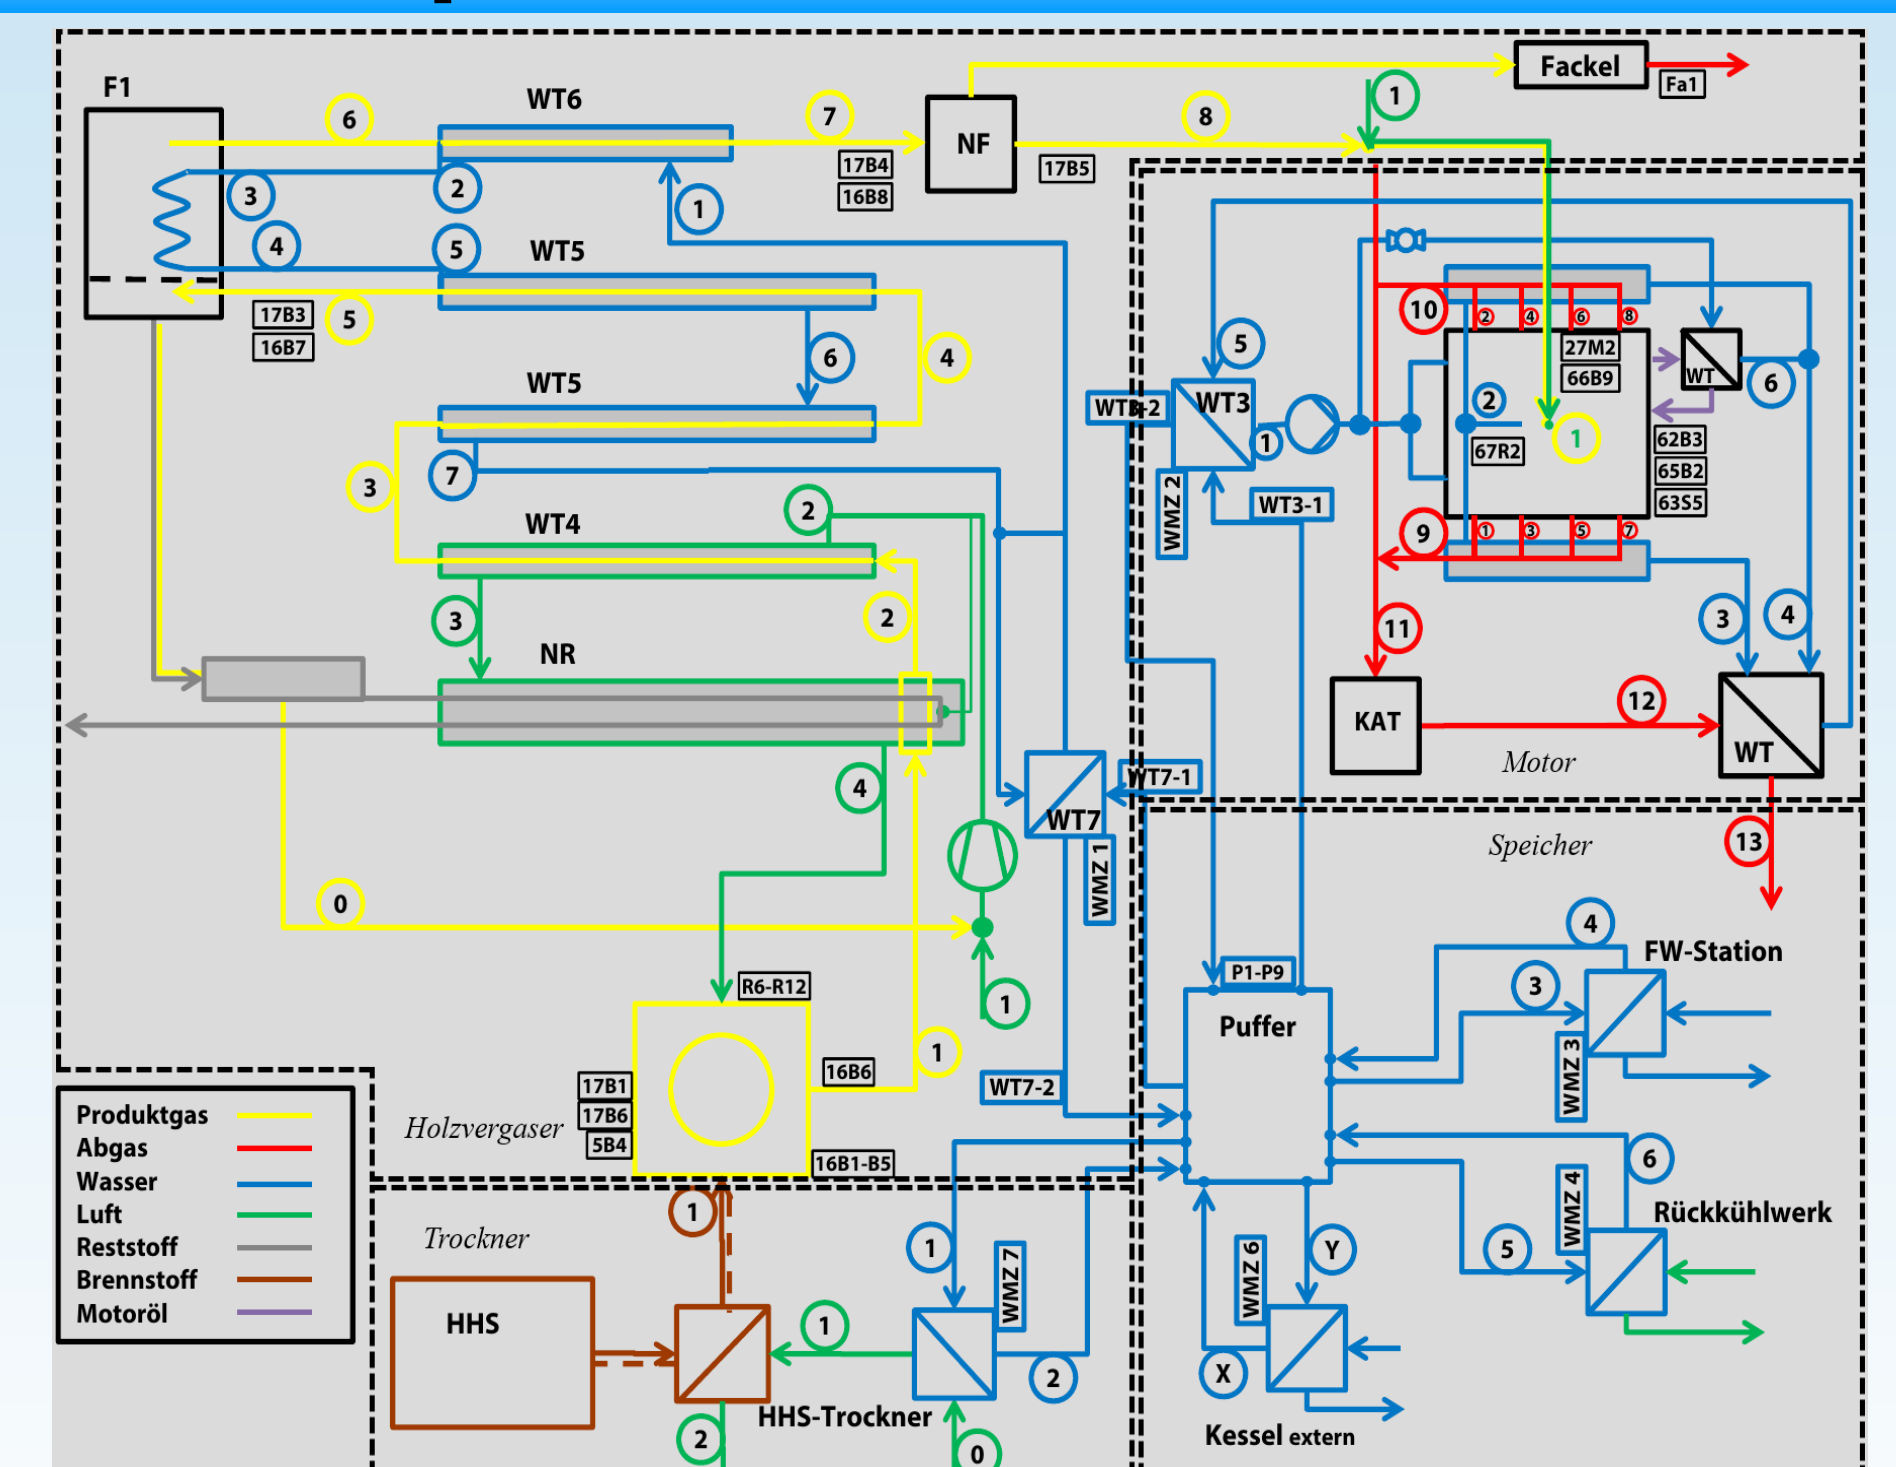 Fackel
Fa1
F1
WT6
1
6
7
8
17B4
16B8
NF
17B5
3
2
1
4
5
WT5
17B3
16B7
5
6
4
WT5
7
3
WT4
2
3
2
NR
4
0
1
WT7
WT7-1
WMZ 1
R6-R12
16B6
1
17B1
17B6
5B4
16B1-B5
WT7-2
Holzvergaser
5
10
2
4
6
8
27M2
66B9
WT
6
WT3-2
WT3
1
2
67R2
1
62B3
65B2
63S5
WMZ 2
WT3-1
9
1
3
5
7
11
3
4
KAT
12
WT
Motor
Speicher
13
4
FW-Station
P1-P9
3
Puffer
WMZ 3
6
WMZ 4
Rückkühlwerk
5
Y
WMZ 6
X
Kessel extern
Produktgas
Abgas
Wasser
Luft
Reststoff
Brennstoff
Motoröl
1
Trockner
1
WMZ 7
HHS
1
2
HHS-Trockner
2
0